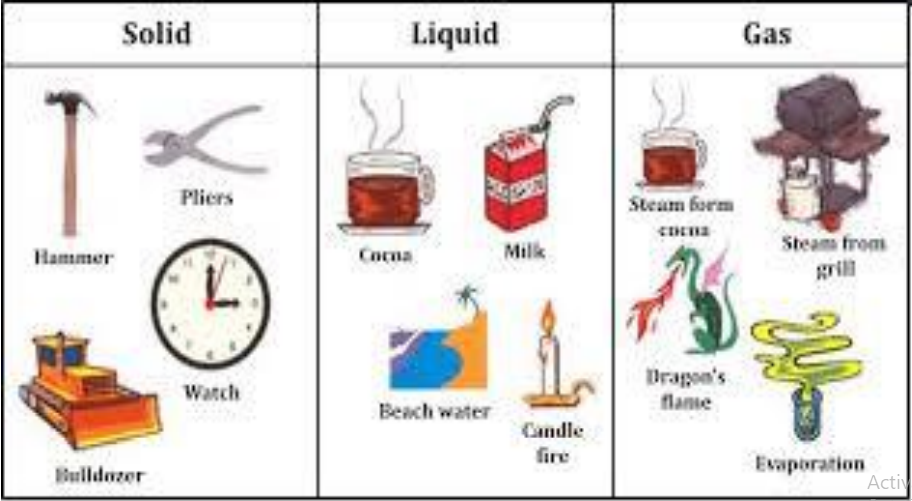 Solid
Liquid
Gas
Hammer
Pliers
Watch
Bulldozer
Cocoa
Milk
Beach water
Candle
fire
Steam form
cocoa
Steam from
grill
Dragon's
flame
Evaporation
Activ